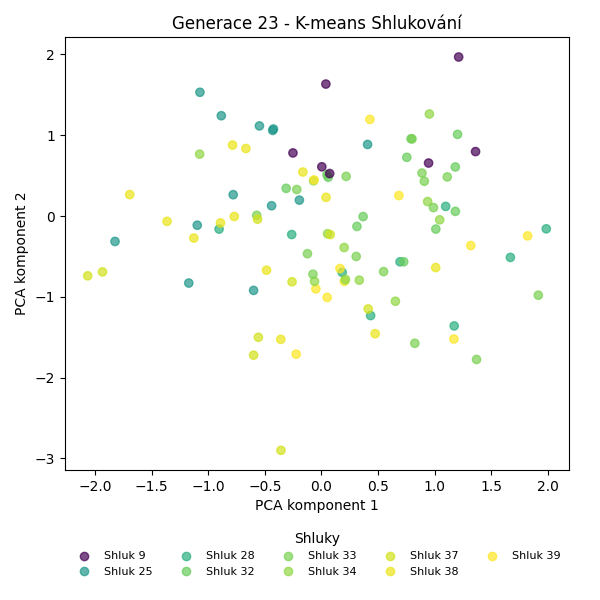 Generace 23 - K-means Shlukování
2
1
0
−1
−2
−3
PCA komponent 2
−2.0 −1.5 −1.0 −0.5 0.0 0.5 1.0 1.5 2.0
PCA komponent 1
Shluky
Shluk 9 Shluk 28 Shluk 33 Shluk 37 Shluk 39
Shluk 25 Shluk 32 Shluk 34 Shluk 38